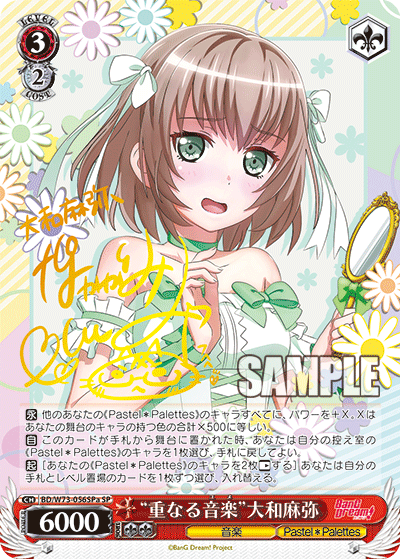 LEVEL
3
2
COST
大和麻弥
SAMPLE
永 他のあなたの《Pastel＊Palettes》のキャラすべてに、パワーを＋X。Xは
あなたの舞台のキャラの持つ色の合計×500に等しい。
自 このカードが手札から舞台に置かれた時、あなたは自分の控え室の
《Pastel＊Palettes》のキャラを1枚選び、手札に戻してよい。
起 [あなたの《Pastel＊Palettes》のキャラを2枚 する] あなたは自分の手
札とレベル置場のカードを1枚ずつ選び、入れ替える。
CH BD/W73-056SPa SP
6000
“重なる音楽”大和麻弥
BanG Dream!
音楽
Pastel＊Palettes
©BanG Dream! Project